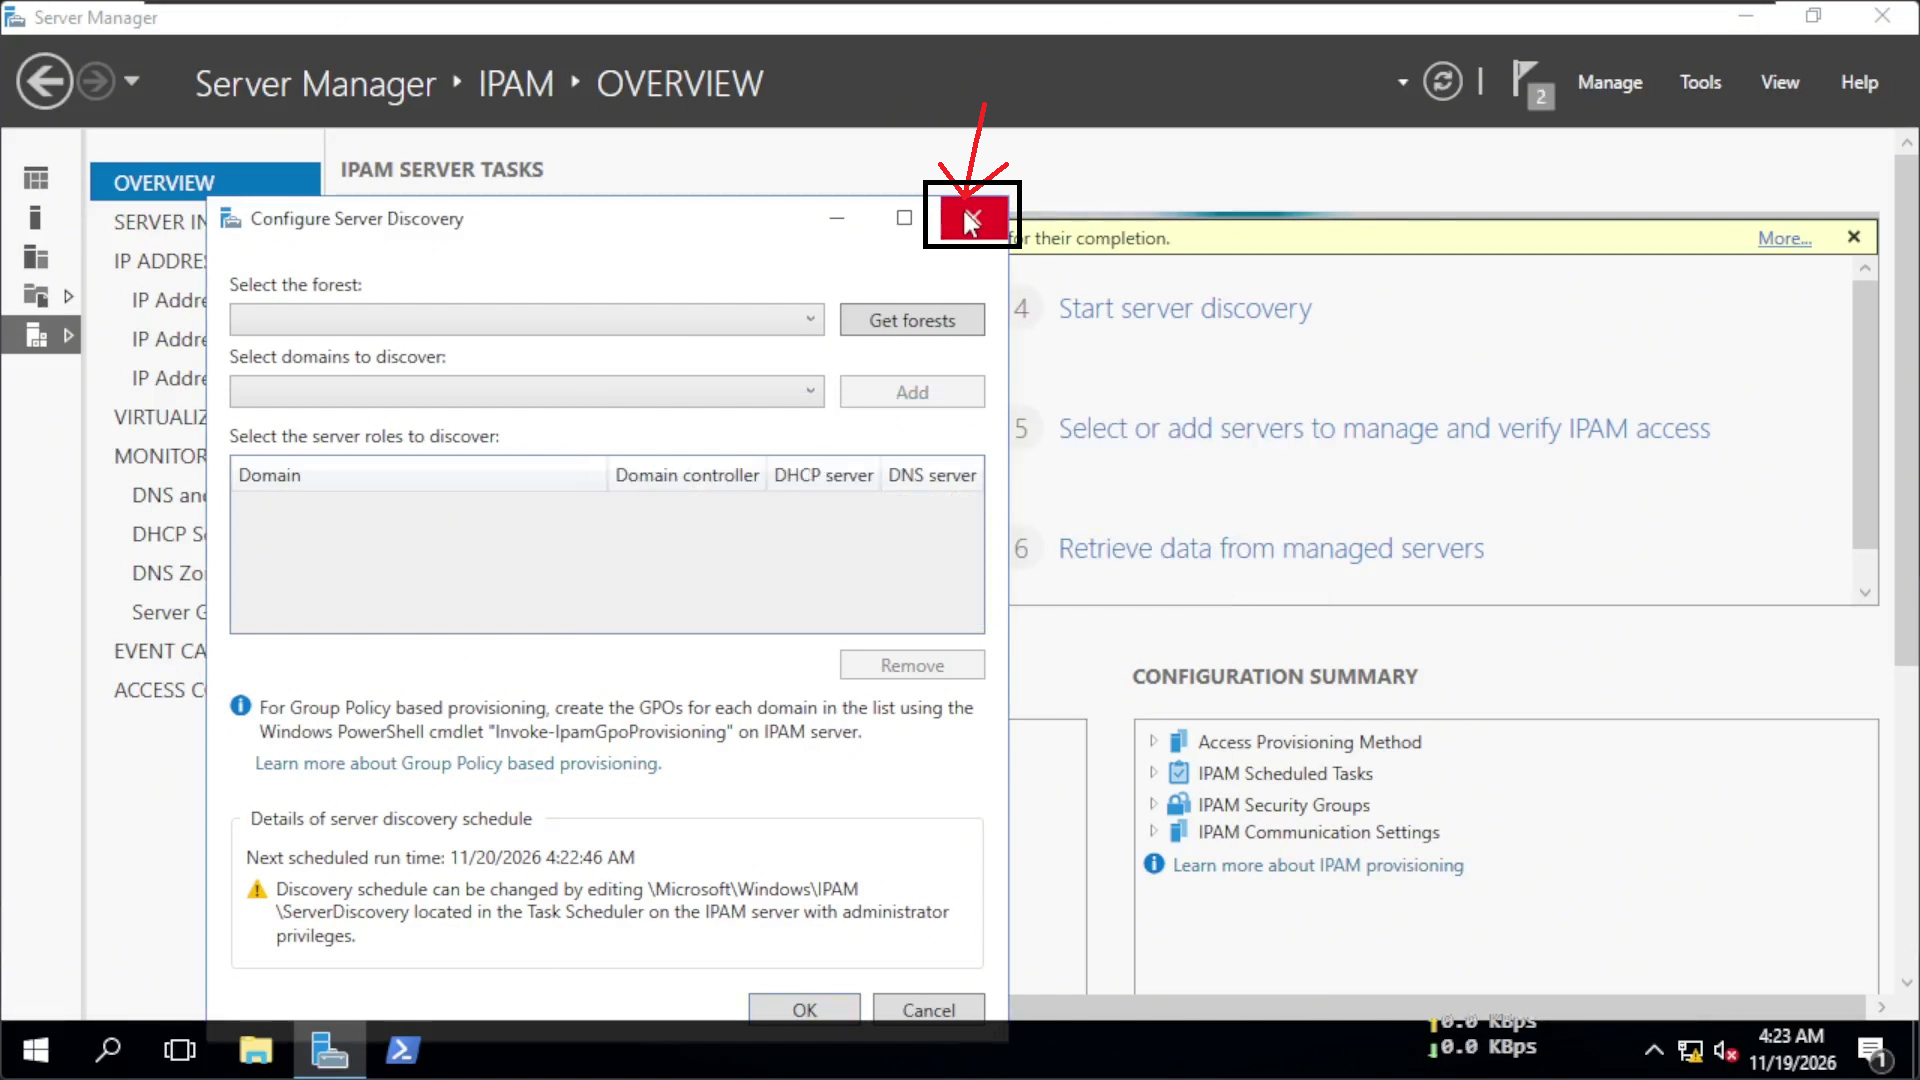 Server Manager
Server Manager ‣ IPAM ‣ OVERVIEW
2
Manage
Tools
View
Help
OVERVIEW
SERVER IN
IP ADDRES
IP Addre
IP Addre
IP Addre
VIRTUALIZ
MONITOR
DNS and
DHCP Se
DNS Zo
Server G
EVENT CA
ACCESS CO
IPAM SERVER TASKS
for their completion.
More...
4 Start server discovery
5 Select or add servers to manage and verify IPAM access
6 Retrieve data from managed servers
Configure Server Discovery
Select the forest:
Get forests
Select domains to discover:
Add
Select the server roles to discover:
Domain Domain controller DHCP server DNS server
Remove
For Group Policy based provisioning, create the GPOs for each domain in the list using the
Windows PowerShell cmdlet "Invoke-IpamGpoProvisioning" on IPAM server.
Learn more about Group Policy based provisioning.
Details of server discovery schedule
Next scheduled run time: 11/20/2026 4:22:46 AM
Discovery schedule can be changed by editing \Microsoft\Windows\IPAM
\ServerDiscovery located in the Task Scheduler on the IPAM server with administrator
privileges.
OK
Cancel
CONFIGURATION SUMMARY
Access Provisioning Method
IPAM Scheduled Tasks
IPAM Security Groups
IPAM Communication Settings
Learn more about IPAM provisioning
0.0 KBps
0.0 KBps
4:23 AM
11/19/2026
1